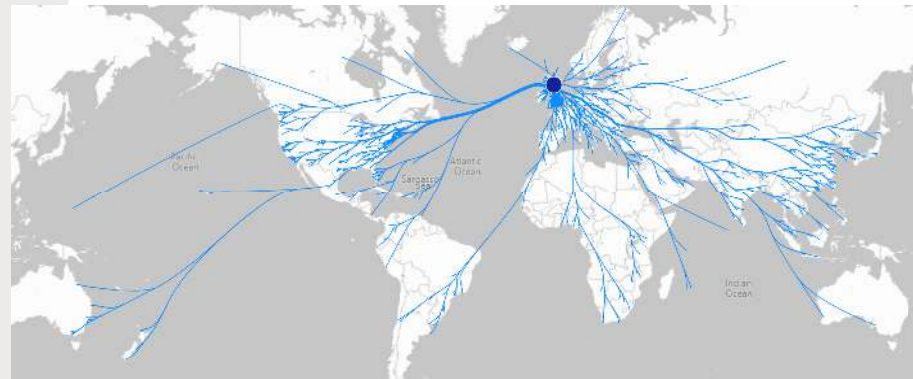 Pacific
Ocean
Atlantic
Ocean
Sargasso
Sea
Indian
Ocean